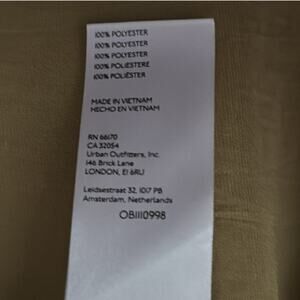 100% POLYESTER
100% POLYESTER
100% POLYESTER
100% POLIESTERE
100% POLIÉSTER
MADE IN VIETNAM
HECHO EN VIETNAM
RN 66170
CA 32054
Urban Outfitters, Inc.
146 Brick Lane
LONDON, E1 6RU
Leidsestraat 32, 1017 PB
Amsterdam, Netherlands
OB1110998